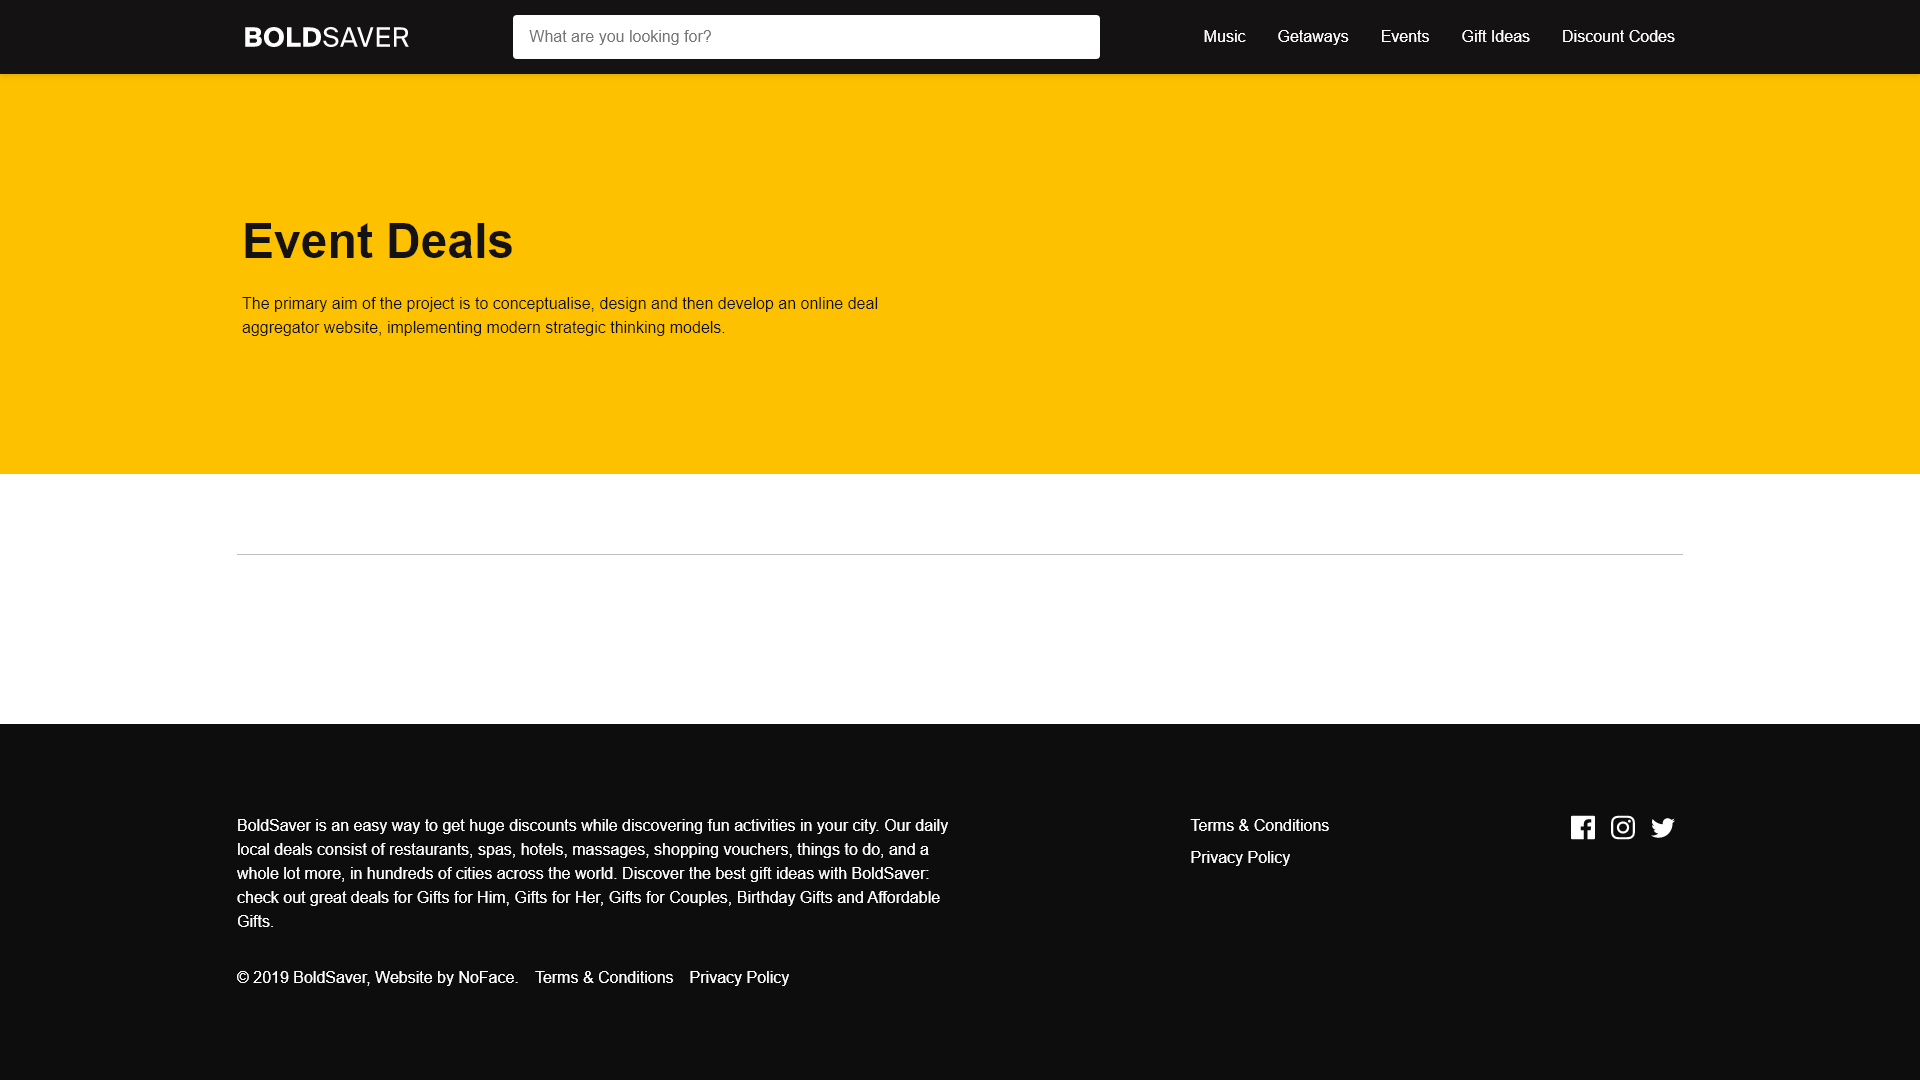 BOLDSAVER
What are you looking for?
Music
Getaways
Events
Gift Ideas
Discount Codes
Event Deals
The primary aim of the project is to conceptualise, design and then develop an online deal
aggregator website, implementing modern strategic thinking models.
BoldSaver is an easy way to get huge discounts while discovering fun activities in your city. Our daily
local deals consist of restaurants, spas, hotels, massages, shopping vouchers, things to do, and a
whole lot more, in hundreds of cities across the world. Discover the best gift ideas with BoldSaver:
check out great deals for Gifts for Him, Gifts for Her, Gifts for Couples, Birthday Gifts and Affordable
Gifts.
Terms & Conditions
Privacy Policy
© 2019 BoldSaver, Website by NoFace. Terms & Conditions Privacy Policy